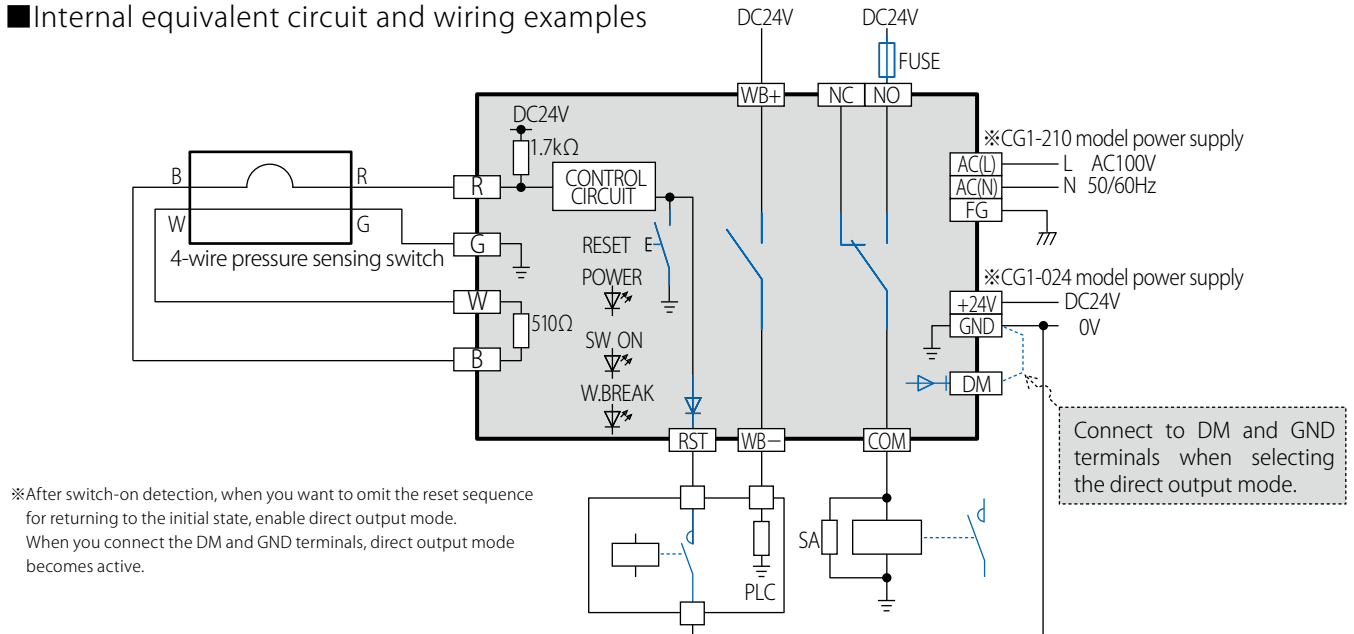 ■Internal equivalent circuit and wiring examples
DC24V
DC24V
FUSE
WB+
NC
NO
DC24V
1.7kΩ
※CG1-210 model power supply
AC(L)
L AC100V
AC(N)
N 50/60Hz
FG
B
R
R
CONTROL
CIRCUIT
W
G
G
4-wire pressure sensing switch
RESET
E
POWER
※CG1-024 model power supply
+24V
DC24V
GND
0V
W
510Ω
SW ON
B
W.BREAK
DM
RST
WB−
COM
Connect to DM and GND
terminals when selecting
the direct output mode.
※After switch-on detection, when you want to omit the reset sequence
for returning to the initial state, enable direct output mode.
When you connect the DM and GND terminals, direct output mode
becomes active.
SA
PLC